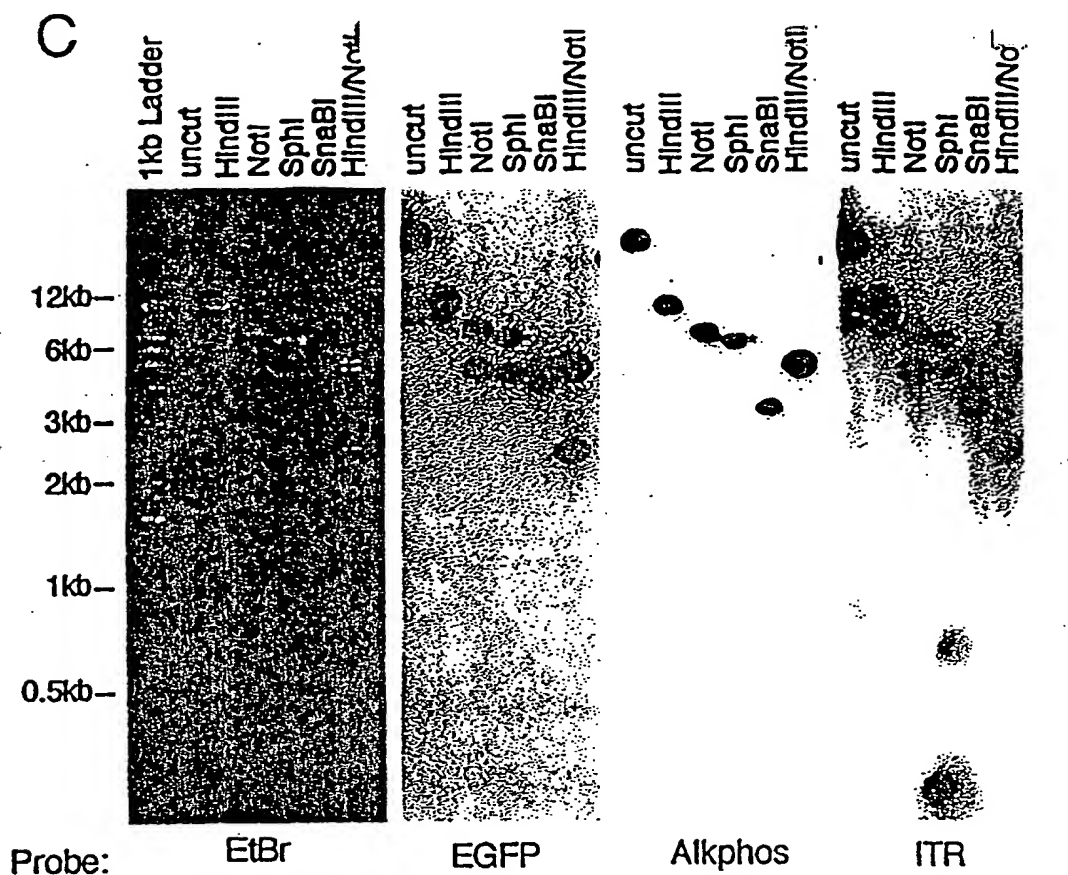 C
1kb Ladder
uncut
HindIII
NotI
SphI
SnaBI
HindIII/NotI
uncut
HindIII
NotI
SphI
SnaBI
HindIII/NotI
uncut
HindIII
NotI
SphI
SnaBI
HindIII/NotI
uncut
HindIII
NotI
SphI
SnaBI
HindIII/No
12kb
6kb
3kb
2kb
1kb
0.5kb
Probe: EtBr EGFP Alkphos ITR